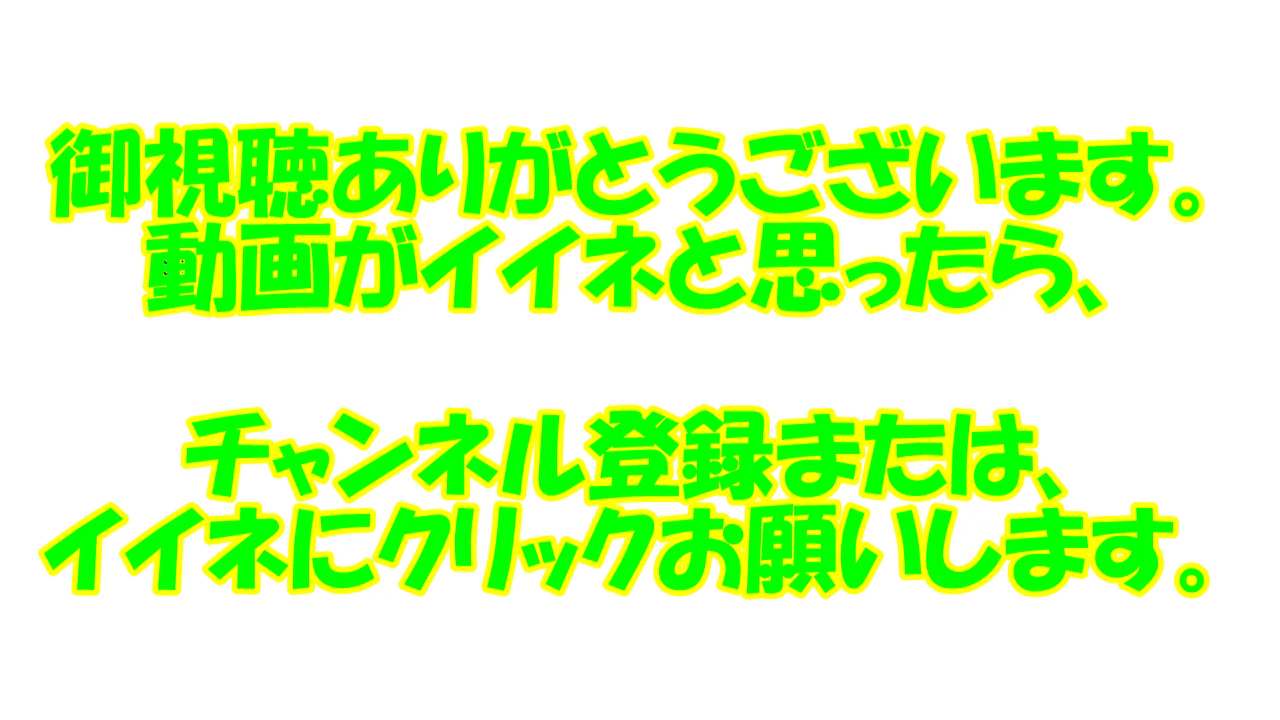 御視聴ありがとうございます。
動画がイイネと思ったら、
チャンネル登録または、
イイネにクリックお願いします。